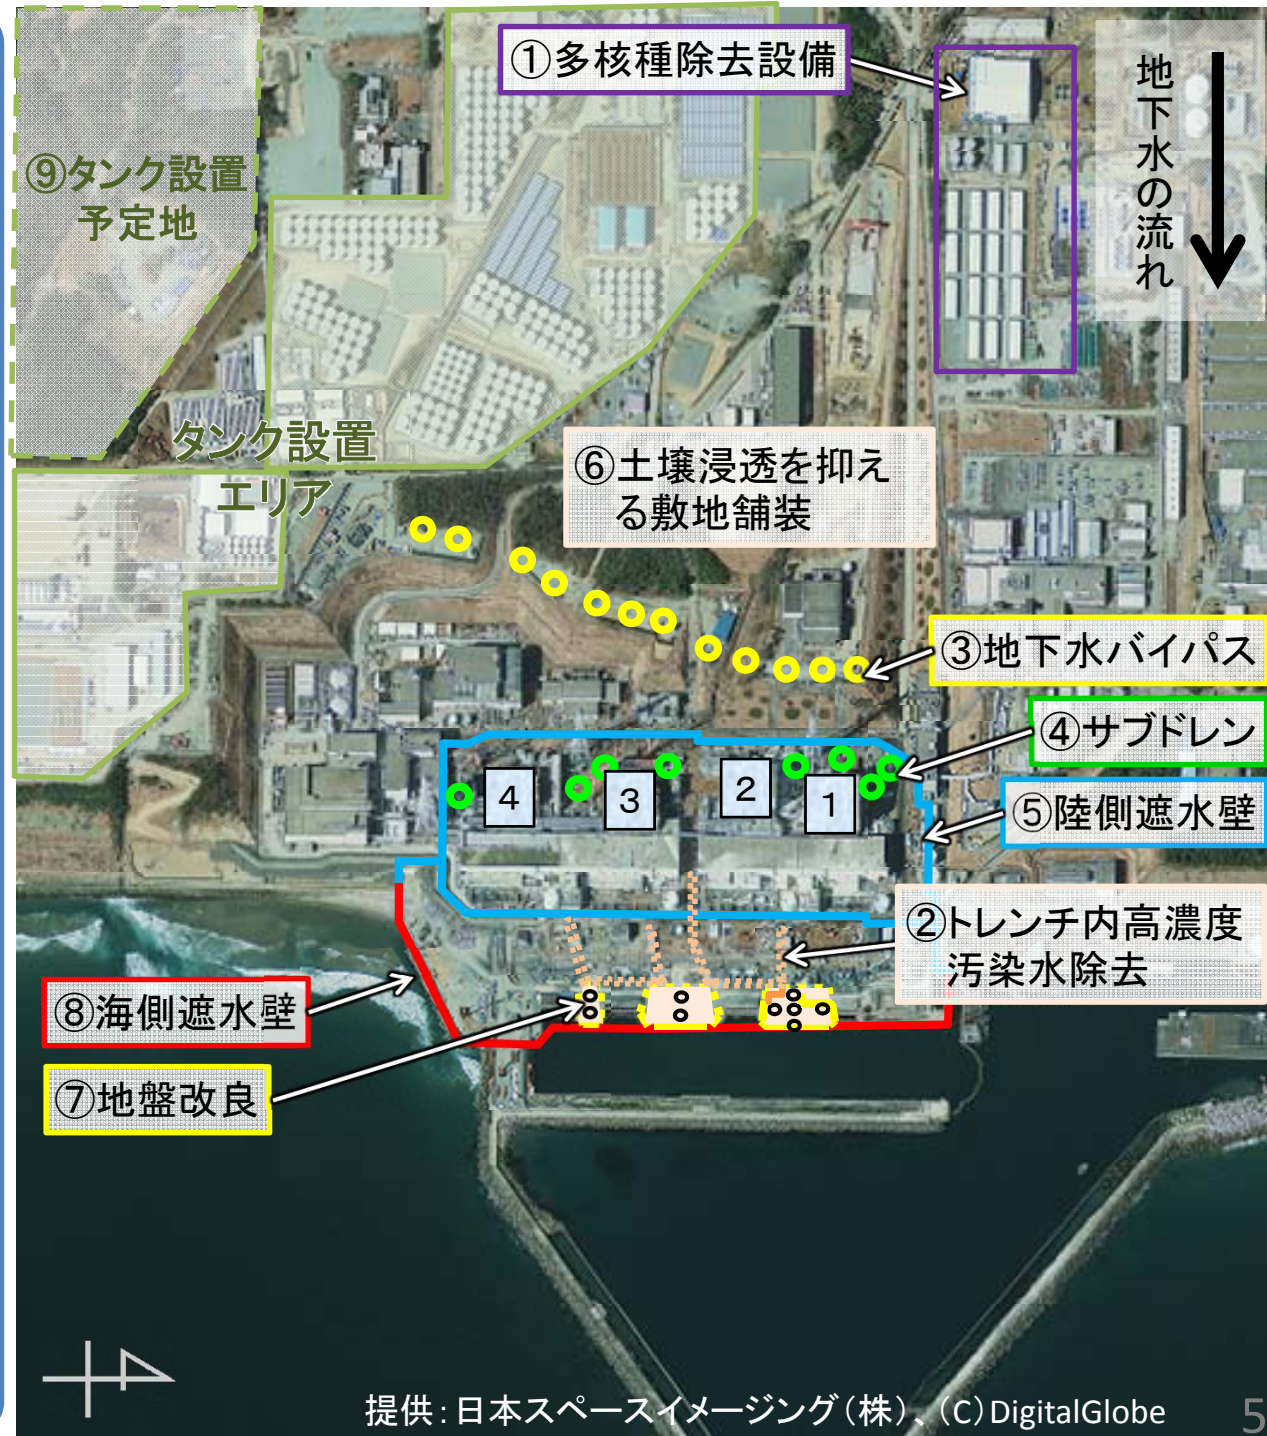 ①多核種除去設備
地下水の流れ
⑨タンク設置
予定地
タンク設置
エリア
⑥土壌浸透を抑え
る敷地舗装
③地下水バイパス
④サブドレン
⑤陸側遮水壁
4
3
2
1
②トレンチ内高濃度
汚染水除去
⑧海側遮水壁
⑦地盤改良
提供:日本スペースイメージング(株)、(C)DigitalGlobe
5